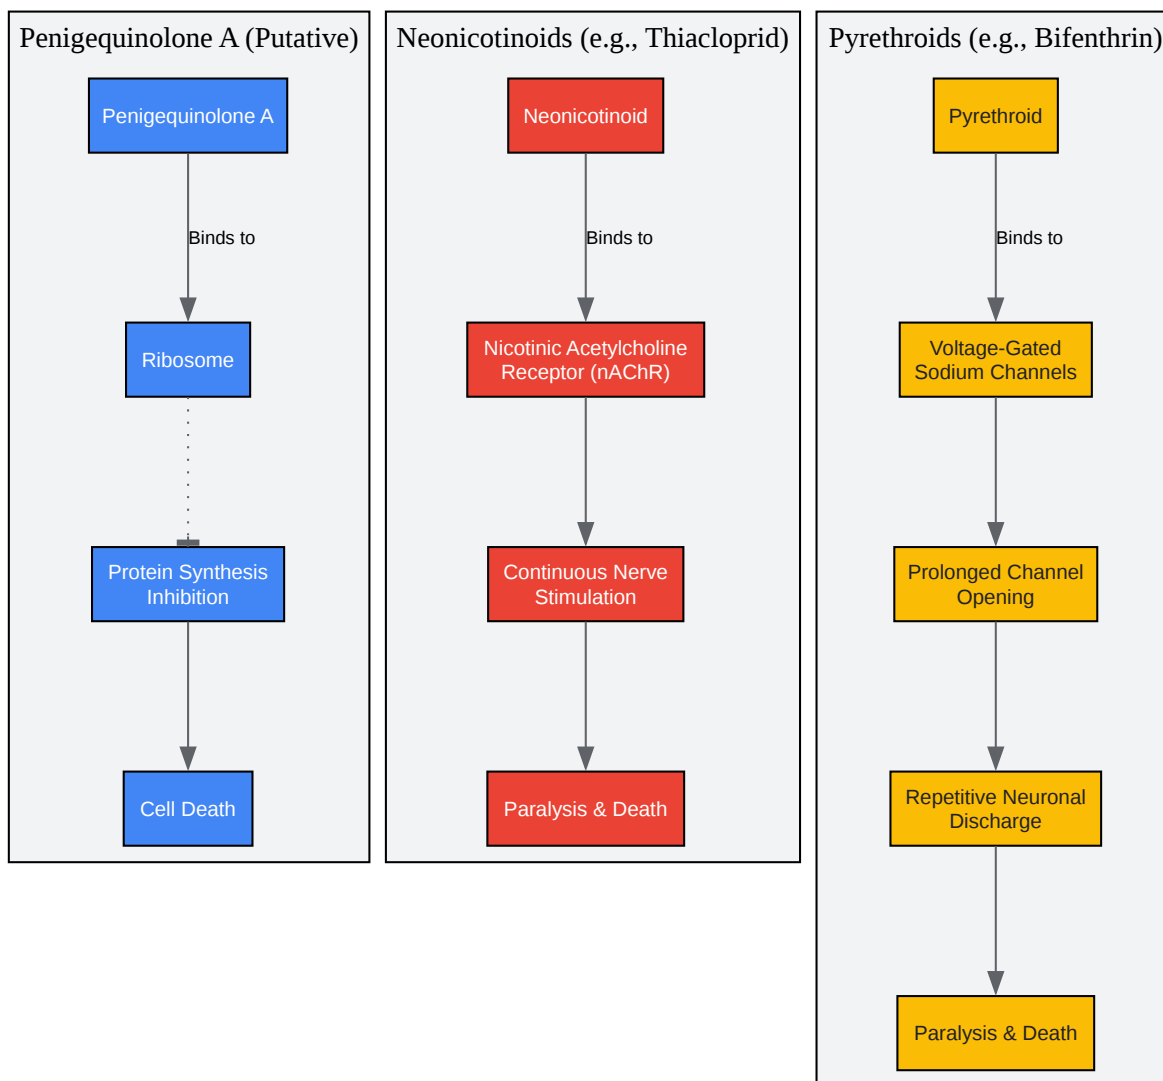 Penigequinolone A (Putative)
Penigequinolone A
Binds to
Ribosome
Protein Synthesis
Inhibition
Cell Death
Neonicotinoids (e.g., Thiacloprid)
Neonicotinoid
Binds to
Nicotinic Acetylcholine
Receptor (nAChR)
Continuous Nerve
Stimulation
Paralysis & Death
Pyrethroids (e.g., Bifenthrin)
Pyrethroid
Binds to
Voltage-Gated
Sodium Channels
Prolonged Channel
Opening
Repetitive Neuronal
Discharge
Paralysis & Death